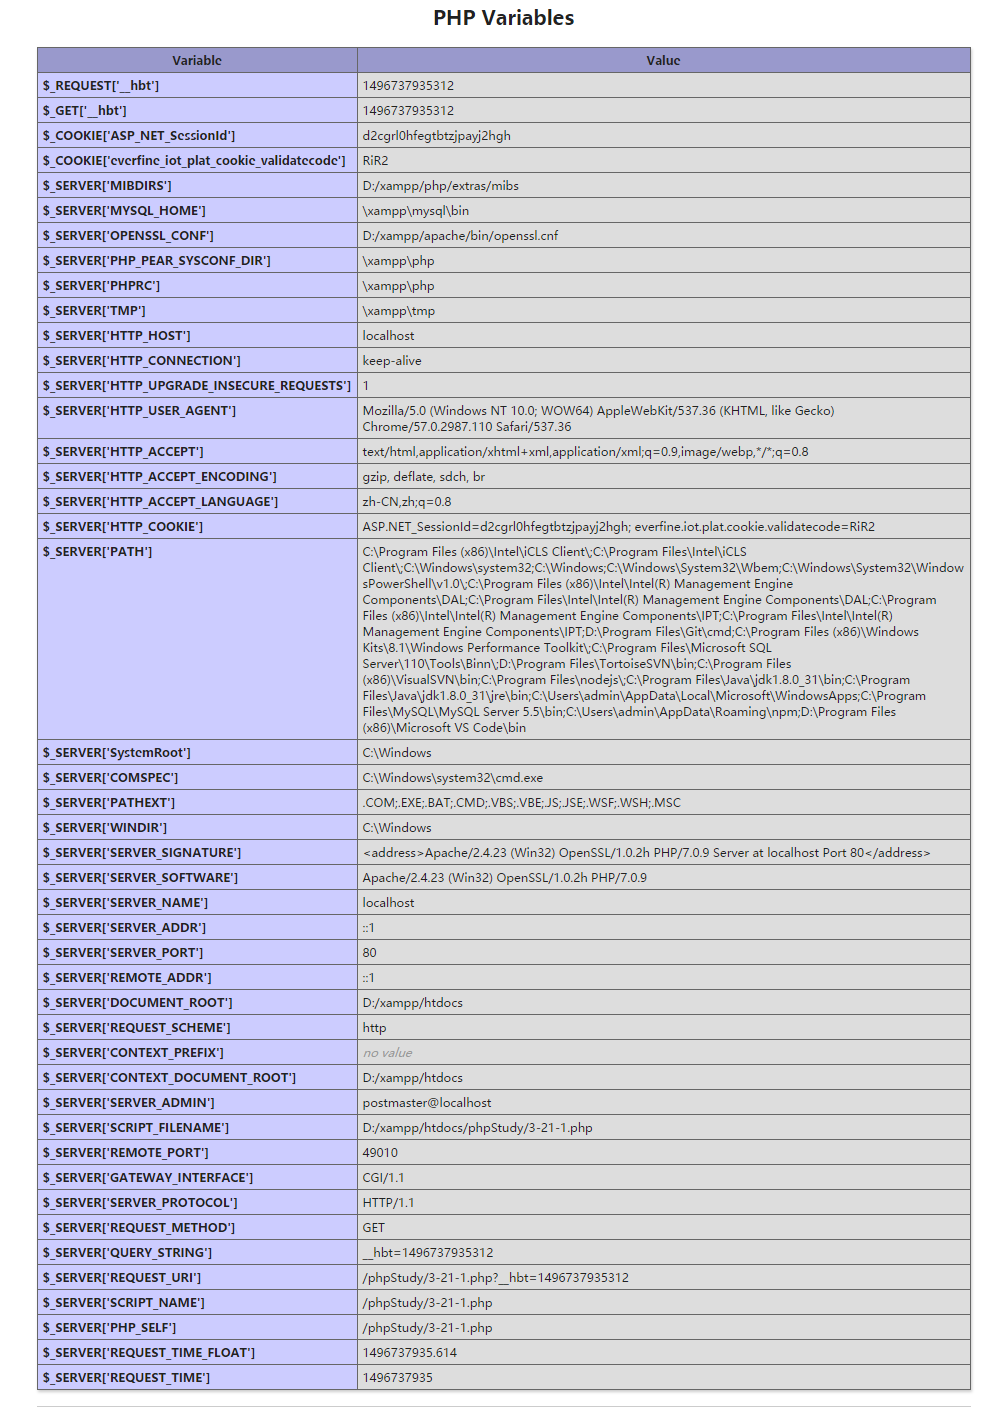 PHP Variables
Variable Value
$_REQUEST['__hbt'] 1496737935312
$_GET['__hbt'] 1496737935312
$_COOKIE['ASP_NET_SessionId'] d2cgrl0hfegtbtzjpayj2hgh
$_COOKIE['everfine_iot_plat_cookie_validatecode'] RiR2
$_SERVER['MIBDIRS'] D:/xampp/php/extras/mibs
$_SERVER['MYSQL_HOME'] \xampp\mysql\bin
$_SERVER['OPENSSL_CONF'] D:/xampp/apache/bin/openssl.cnf
$_SERVER['PHP_PEAR_SYSCONF_DIR'] \xampp\php
$_SERVER['PHPRC'] \xampp\php
$_SERVER['TMP'] \xampp\tmp
$_SERVER['HTTP_HOST'] localhost
$_SERVER['HTTP_CONNECTION'] keep-alive
$_SERVER['HTTP_UPGRADE_INSECURE_REQUESTS'] 1
$_SERVER['HTTP_USER_AGENT'] Mozilla/5.0 (Windows NT 10.0; WOW64) AppleWebKit/537.36 (KHTML, like Gecko)
Chrome/57.0.2987.110 Safari/537.36
$_SERVER['HTTP_ACCEPT'] text/html,application/xhtml+xml,application/xml;q=0.9,image/webp,*/*;q=0.8
$_SERVER['HTTP_ACCEPT_ENCODING'] gzip, deflate, sdch, br
$_SERVER['HTTP_ACCEPT_LANGUAGE'] zh-CN,zh;q=0.8
$_SERVER['HTTP_COOKIE'] ASP.NET_SessionId=d2cgrl0hfegtbtzjpayj2hgh; everfine.iot.plat.cookie.validatecode=RiR2
$_SERVER['PATH'] C:\Program Files (x86)\Intel\iCLS Client\;C:\Program Files\Intel\iCLS
Client\;C:\Windows\system32;C:\Windows;C:\Windows\System32\Wbem;C:\Windows\System32\Window
sPowerShell\v1.0\;C:\Program Files (x86)\Intel\Intel(R) Management Engine
Components\DAL;C:\Program Files\Intel\Intel(R) Management Engine Components\DAL;C:\Program
Files (x86)\Intel\Intel(R) Management Engine Components\IPT;C:\Program Files\Intel\Intel(R)
Management Engine Components\IPT;D:\Program Files\Git\cmd;C:\Program Files (x86)\Windows
Kits\8.1\Windows Performance Toolkit\;C:\Program Files\Microsoft SQL
Server\110\Tools\Binn\;D:\Program Files\TortoiseSVN\bin;C:\Program Files
(x86)\VisualSVN\bin;C:\Program Files\nodejs\;C:\Program Files\Java\jdk1.8.0_31\bin;C:\Program
Files\Java\jdk1.8.0_31\jre\bin;C:\Users\admin\AppData\Local\Microsoft\WindowsApps;C:\Program
Files\MySQL\MySQL Server 5.5\bin;C:\Users\admin\AppData\Roaming\npm;D:\Program Files
(x86)\Microsoft VS Code\bin
$_SERVER['SystemRoot'] C:\Windows
$_SERVER['COMSPEC'] C:\Windows\system32\cmd.exe
$_SERVER['PATHEXT'] .COM;.EXE;.BAT;.CMD;.VBS;.VBE;.JS;.JSE;.WSF;.WSH;.MSC
$_SERVER['WINDIR'] C:\Windows
$_SERVER['SERVER_SIGNATURE'] <address>Apache/2.4.23 (Win32) OpenSSL/1.0.2h PHP/7.0.9 Server at localhost Port 80</address>
$_SERVER['SERVER_SOFTWARE'] Apache/2.4.23 (Win32) OpenSSL/1.0.2h PHP/7.0.9
$_SERVER['SERVER_NAME'] localhost
$_SERVER['SERVER_ADDR'] ::1
$_SERVER['SERVER_PORT'] 80
$_SERVER['REMOTE_ADDR'] ::1
$_SERVER['DOCUMENT_ROOT'] D:/xampp/htdocs
$_SERVER['REQUEST_SCHEME'] http
$_SERVER['CONTEXT_PREFIX'] no value
$_SERVER['CONTEXT_DOCUMENT_ROOT'] D:/xampp/htdocs
$_SERVER['SERVER_ADMIN'] postmaster@localhost
$_SERVER['SCRIPT_FILENAME'] D:/xampp/htdocs/phpStudy/3-21-1.php
$_SERVER['REMOTE_PORT'] 49010
$_SERVER['GATEWAY_INTERFACE'] CGI/1.1
$_SERVER['SERVER_PROTOCOL'] HTTP/1.1
$_SERVER['REQUEST_METHOD'] GET
$_SERVER['QUERY_STRING'] __hbt=1496737935312
$_SERVER['REQUEST_URI'] /phpStudy/3-21-1.php?__hbt=1496737935312
$_SERVER['SCRIPT_NAME'] /phpStudy/3-21-1.php
$_SERVER['PHP_SELF'] /phpStudy/3-21-1.php
$_SERVER['REQUEST_TIME_FLOAT'] 1496737935.614
$_SERVER['REQUEST_TIME'] 1496737935